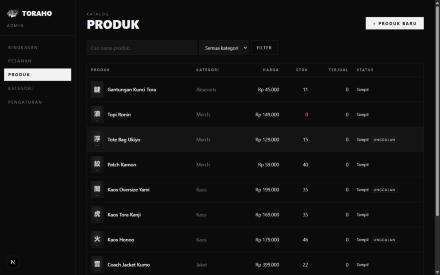 TORAHO
ADMIN
RINGKASAN
PESANAN
PRODUK
KATEGORI
PENGATURAN
N
KATALOG
PRODUK
+ PRODUK BARU
Cari nama produk...
Semua kategori
FILTER
PRODUK KATEGORI HARGA STOK TERJUAL STATUS
Gantungan Kunci Tora Aksesoris Rp 45.000 11 0 Tampil
Topi Ronin Merch Rp 149.000 0 0 Tampil
Tote Bag Ukiyo Merch Rp 129.000 15 0 Tampil UNGGULAN
Patch Kamon Merch Rp 59.000 40 0 Tampil
Kaos Oversize Yami Kaos Rp 199.000 35 0 Tampil UNGGULAN
虎 Kaos Tora Kanji Kaos Rp 169.000 35 0 Tampil
火 Kaos Honoo Kaos Rp 179.000 46 0 Tampil UNGGULAN
雲 Coach Jacket Kumo Jaket Rp 399.000 22 0 Tampil